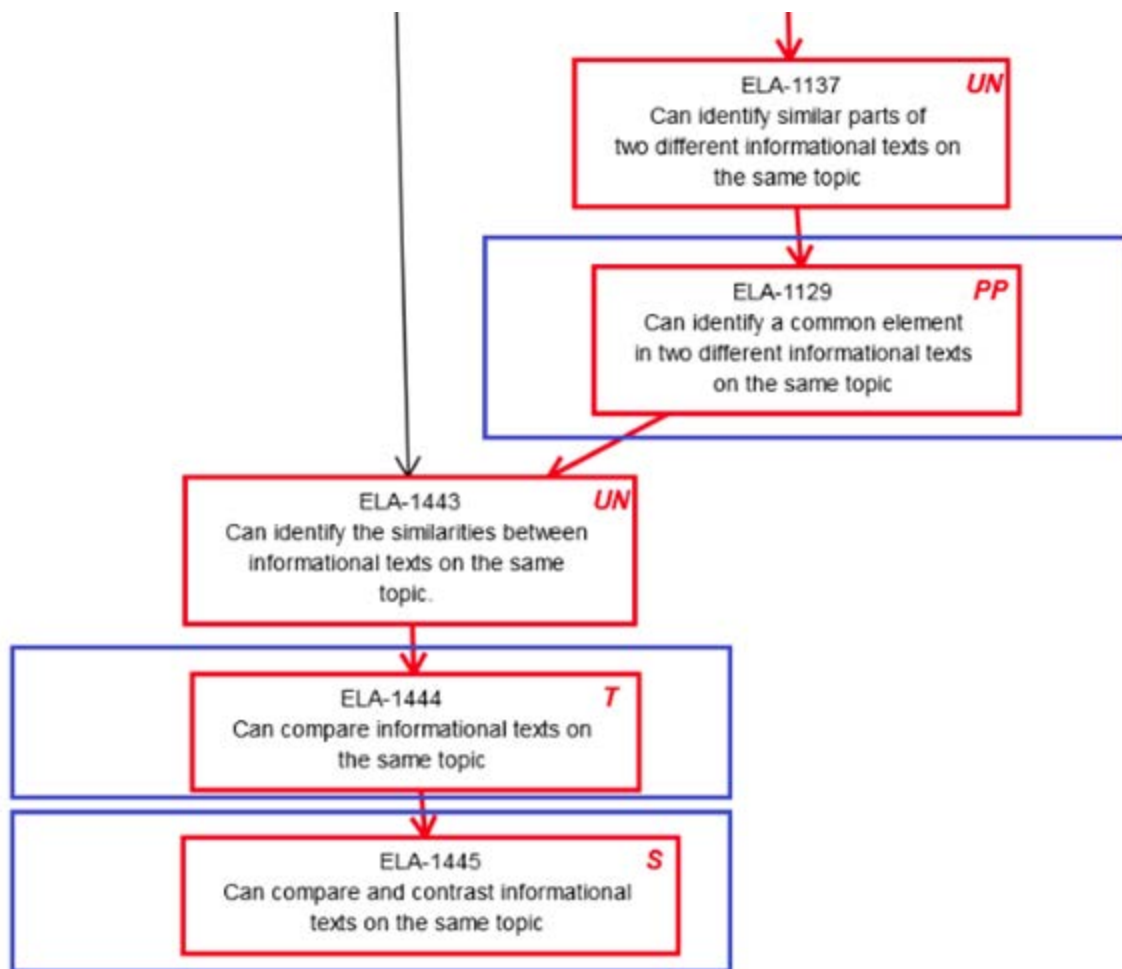 ELA-1137 UN
Can identify similar parts of
two different informational texts on
the same topic
ELA-1129 PP
Can identify a common element
in two different informational texts
on the same topic
ELA-1443 UN
Can identify the similarities between
informational texts on the same
topic.
ELA-1444 T
Can compare informational texts on
the same topic
ELA-1445 S
Can compare and contrast informational
texts on the same topic